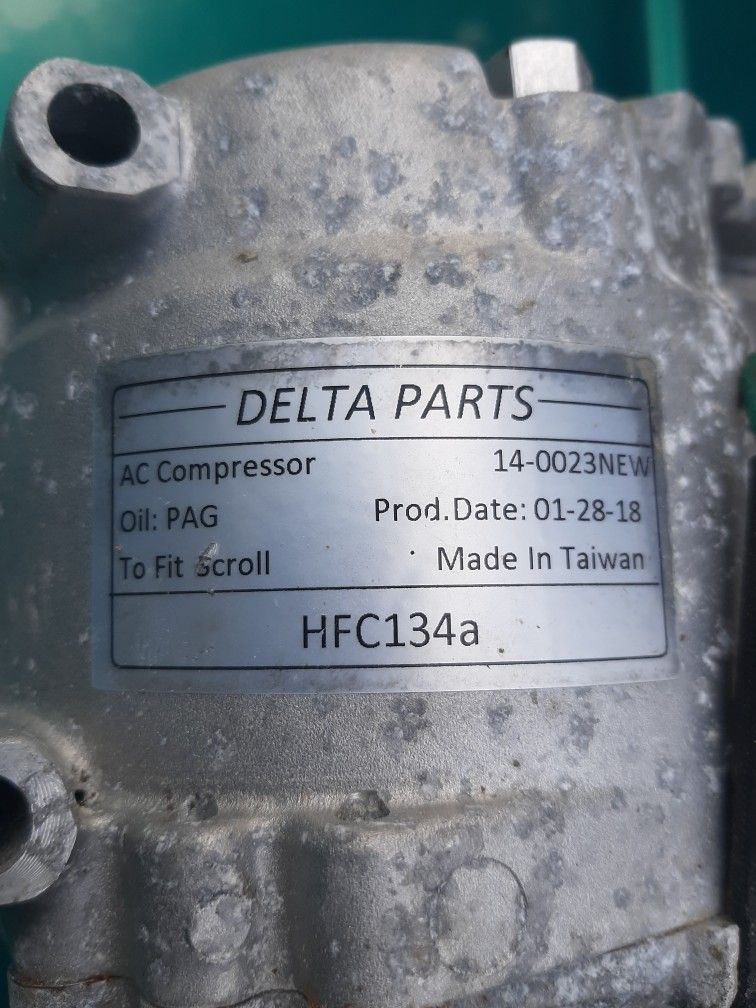 DELTA PARTS
AC Compressor 14-0023NEW
Oil: PAG Prod.Date: 01-28-18
To Fit Scroll Made In Taiwan
HFC134a